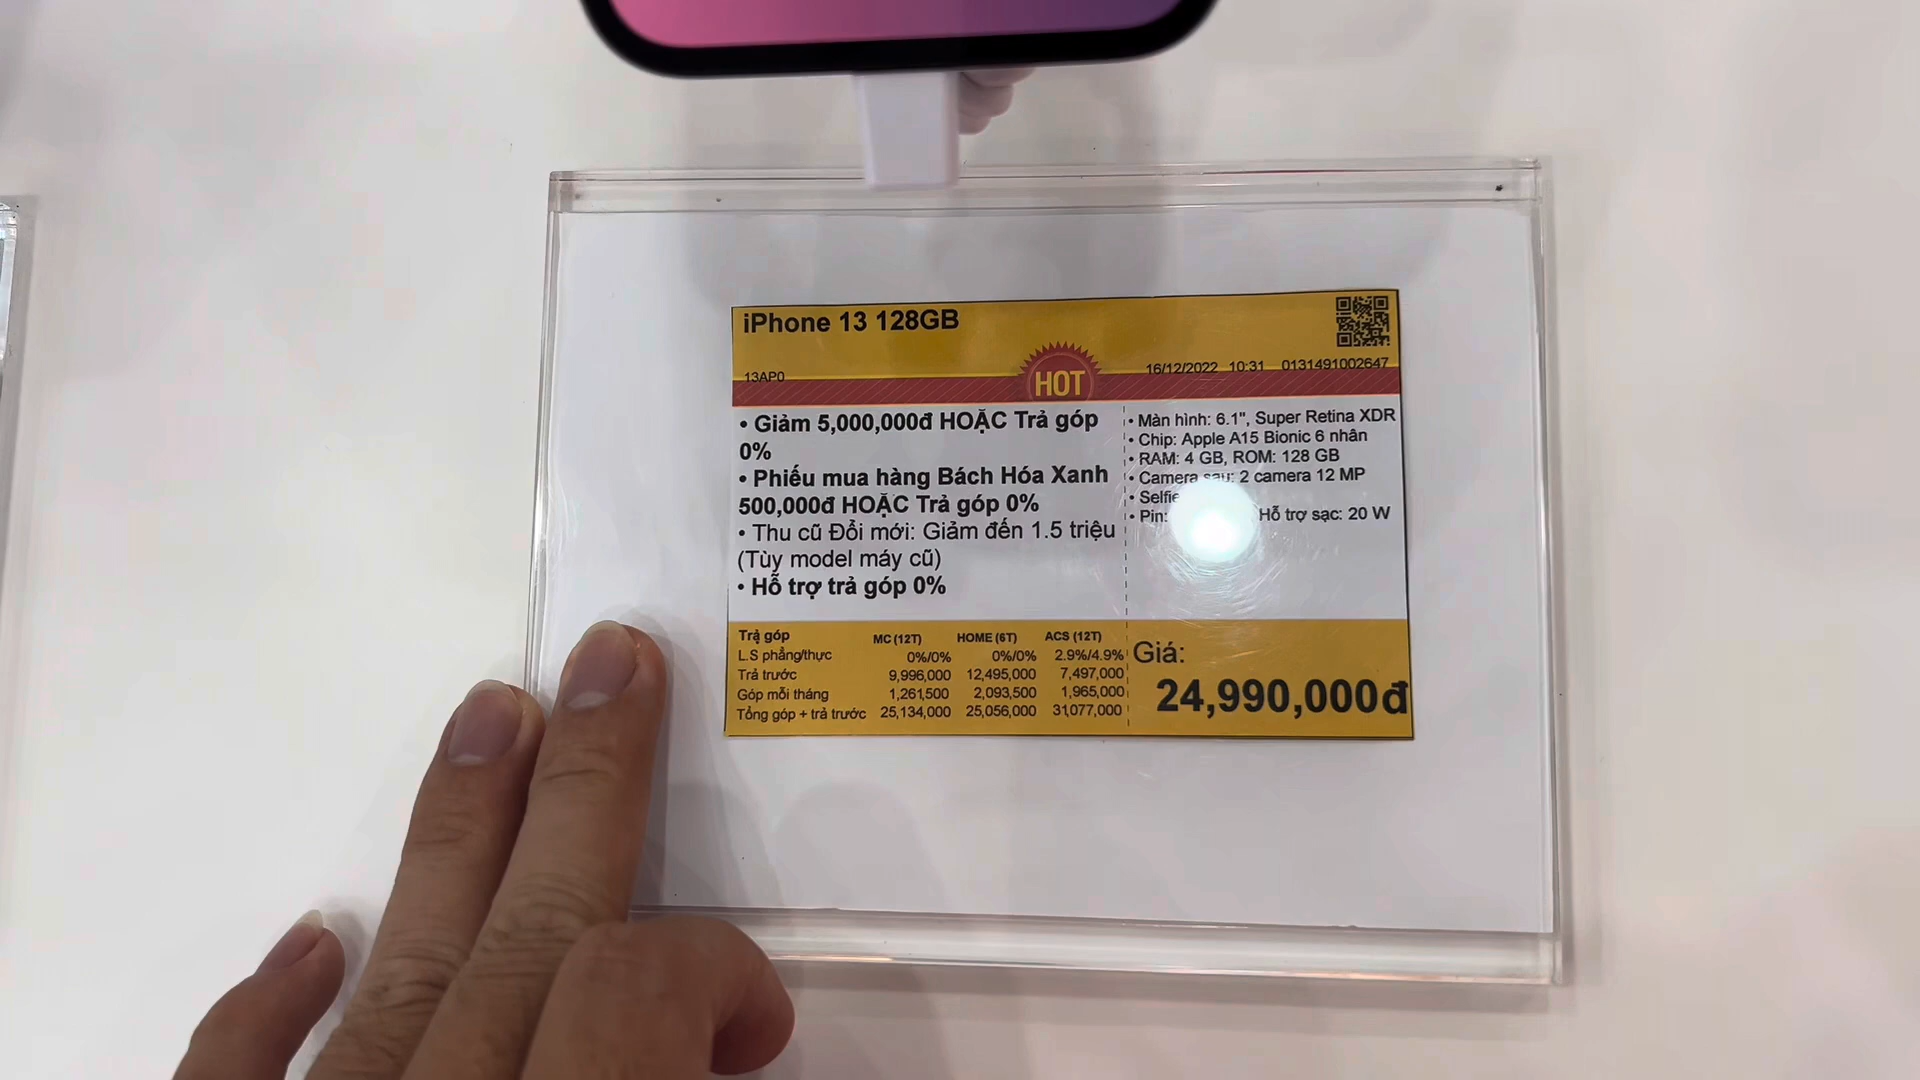 iPhone 13 128GB
13AP0
HOT
16/12/2022 10:31 0131491002647
• Giảm 5,000,000đ HOẶC Trả góp
0%
• Phiếu mua hàng Bách Hóa Xanh
500,000đ HOẶC Trả góp 0%
• Thu cũ Đổi mới: Giảm đến 1.5 triệu
(Tùy model máy cũ)
• Hỗ trợ trả góp 0%
• Màn hình: 6.1", Super Retina XDR
• Chip: Apple A15 Bionic 6 nhân
• RAM: 4 GB, ROM: 128 GB
• Camera sau: 2 camera 12 MP
• Selfie
• Pin: Hỗ trợ sạc: 20 W
Trả góp MC (12T) HOME (6T) ACS (12T)
L.S phẳng/thực 0%/0% 0%/0% 2.9%/4.9%
Trả trước 9,996,000 12,495,000 7,497,000
Góp mỗi tháng 1,261,500 2,093,500 1,965,000
Tổng góp + trả trước 25,134,000 25,056,000 31,077,000
Giá:
24,990,000đ